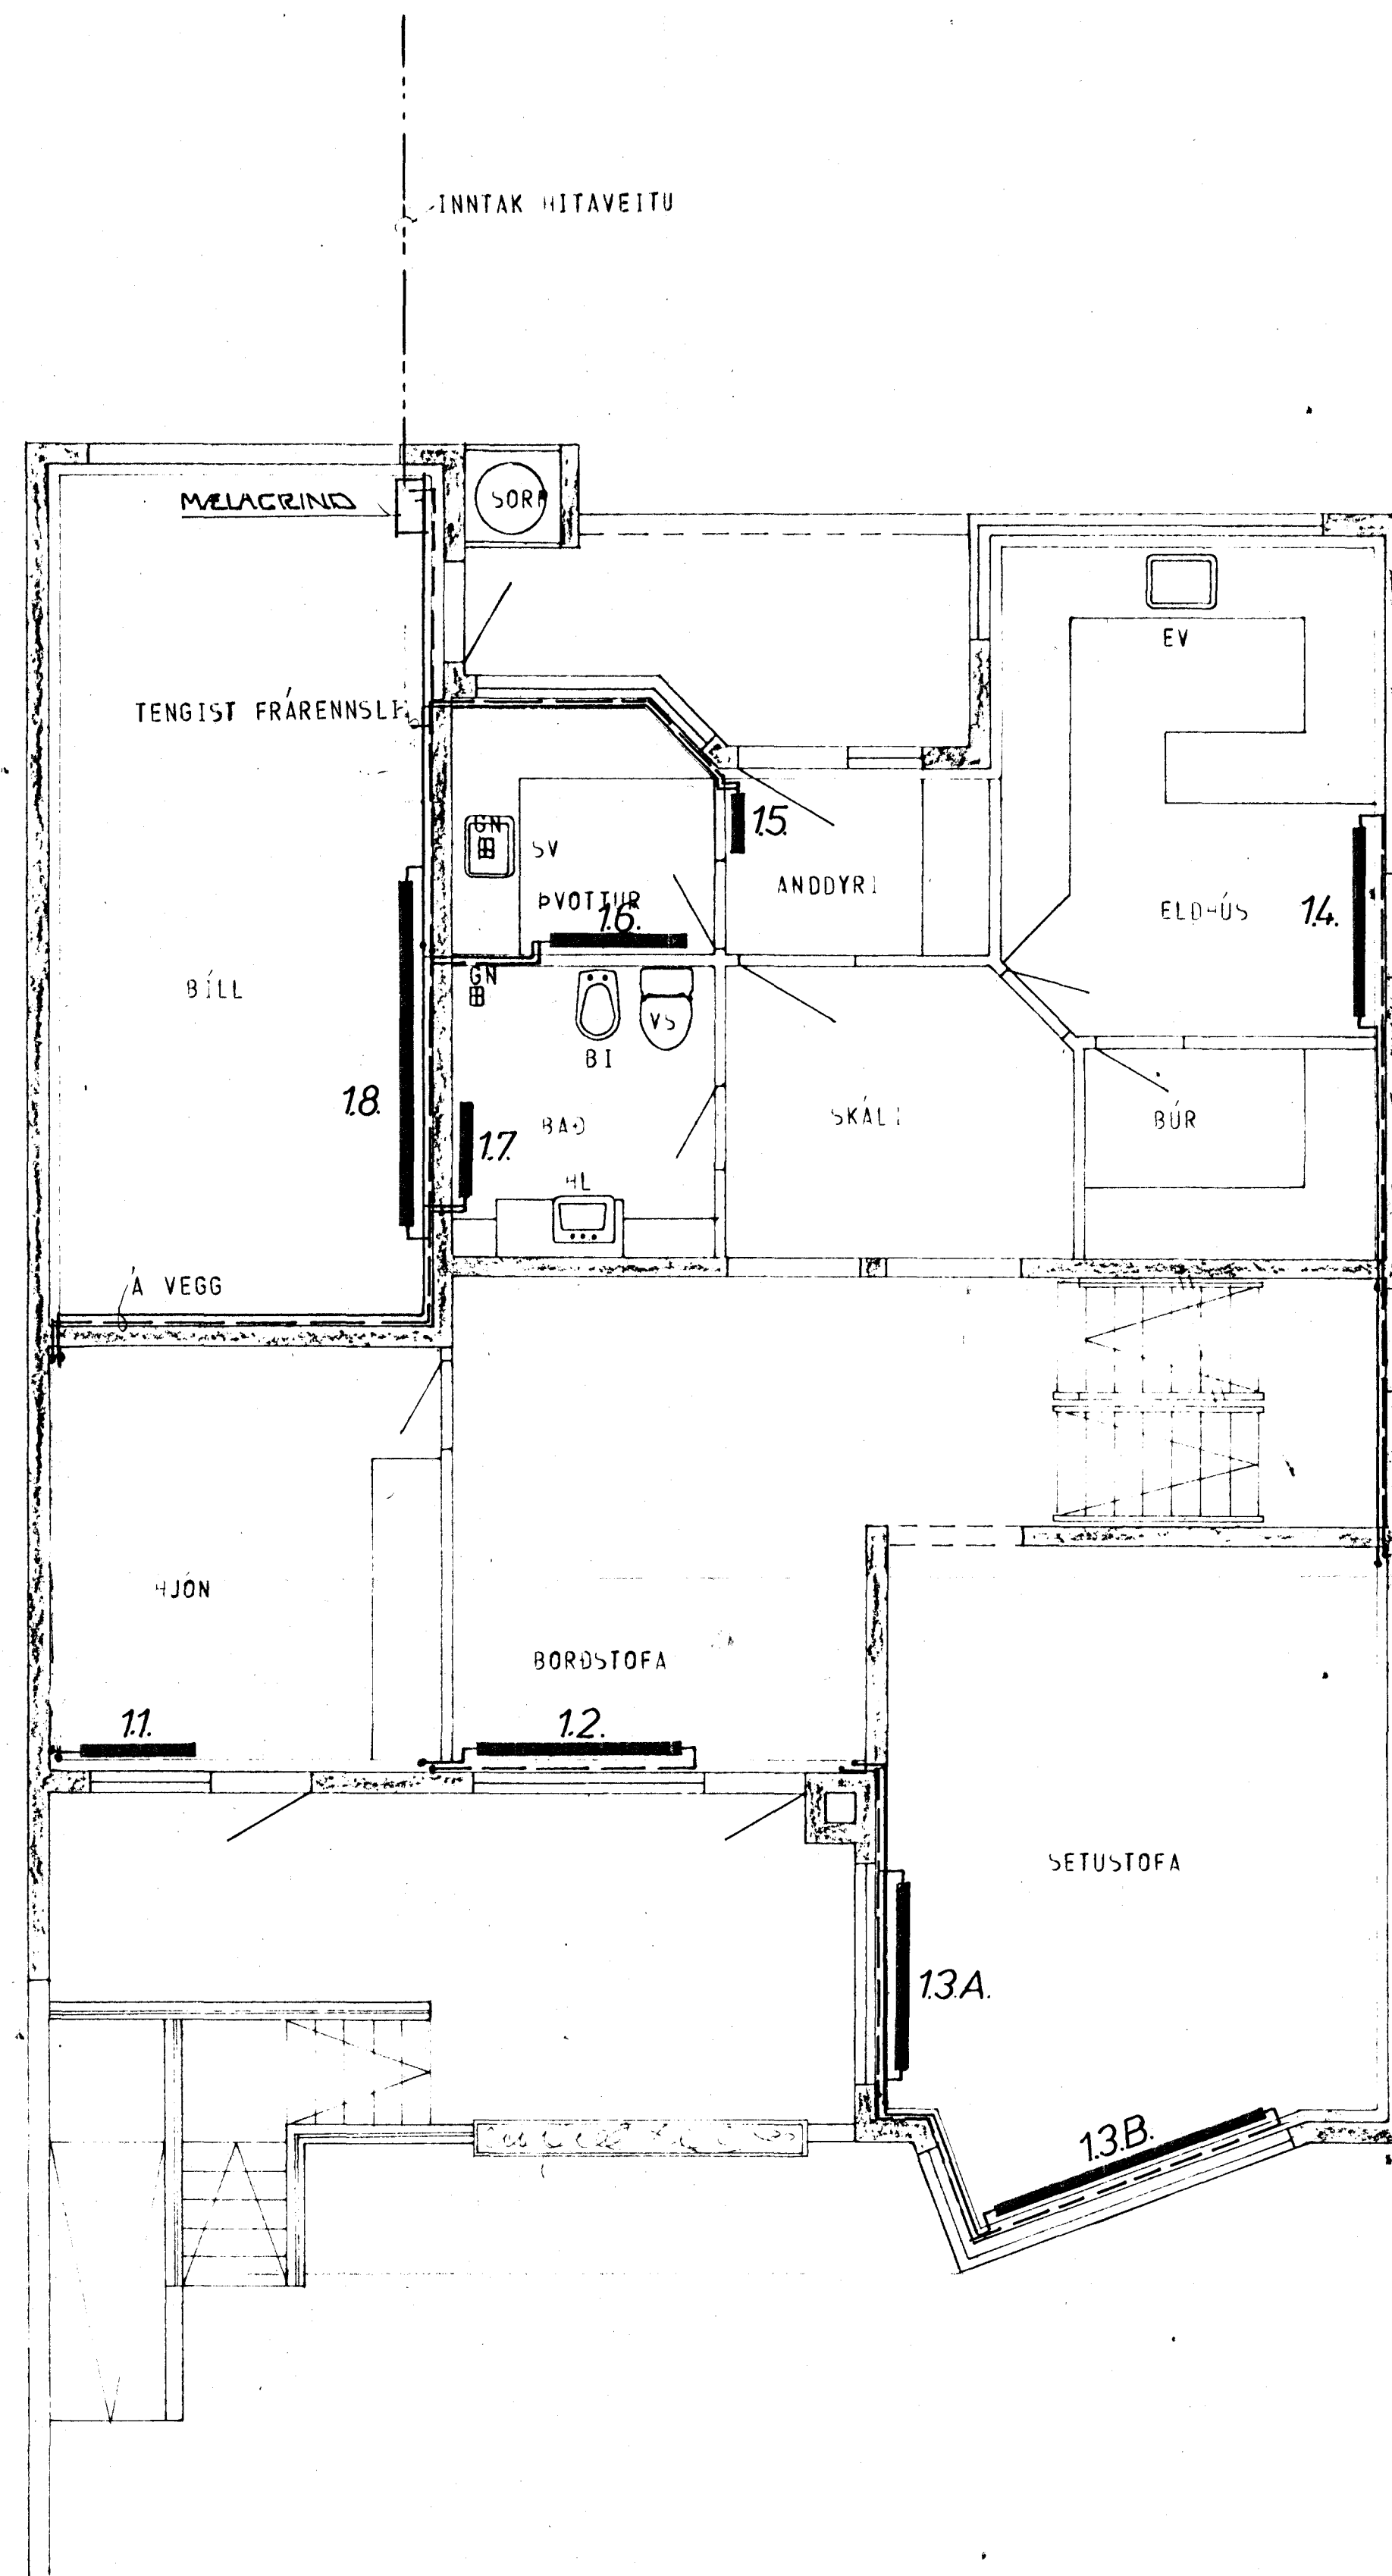 INNTAK HITAVEITU
MÆLAGRIND
SORP
EV
TENGIST FRÁRENNSLI
GN
SV
1.5.
ANDDYRI
ÞVOTTUR
1.6.
ELDHÚS
1.4.
BÍLL
GN
VS
BI
1.8.
SKÁLI
BÚR
BAÐ
1.7.
HL
Á VEGG
HJÓN
BORÐSTOFA
1.1.
1.2.
SETUSTOFA
1.3.A.
1.3.B.